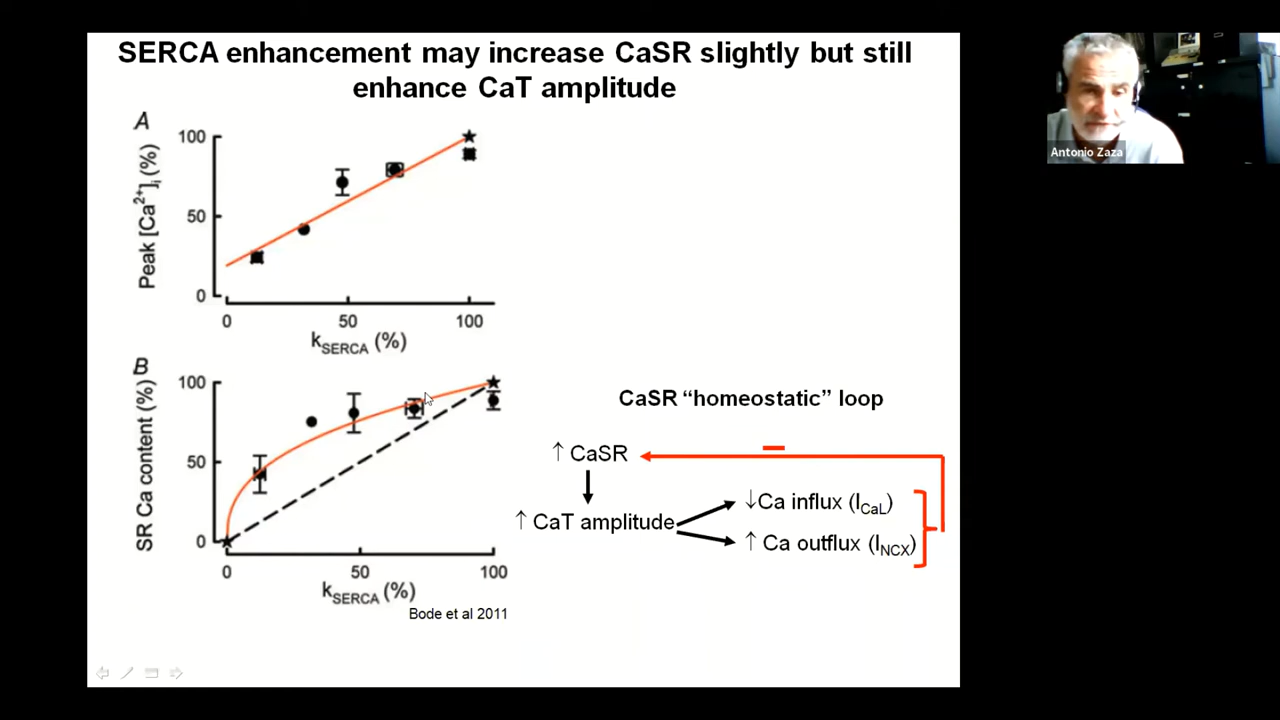 SERCA enhancement may increase CaSR slightly but still
enhance CaT amplitude
A
Peak [Ca2+]i (%)
100
50
0
0 50 100
kSERCA (%)
B
SR Ca content (%)
100
50
0
0 50 100
kSERCA (%)
Bode et al 2011
CaSR “homeostatic” loop
↑ CaSR
–
↑ CaT amplitude
↓Ca influx (ICaL)
↑ Ca outflux (INCX)
Antonio Zaza